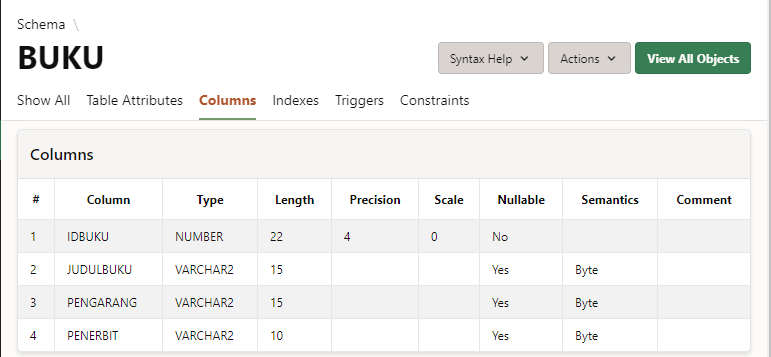 Schema \
BUKU
Syntax Help Actions View All Objects
Show All Table Attributes Columns Indexes Triggers Constraints
Columns
# Column Type Length Precision Scale Nullable Semantics Comment
1 IDBUKU NUMBER 22 4 0 No
2 JUDULBUKU VARCHAR2 15 Yes Byte
3 PENGARANG VARCHAR2 15 Yes Byte
4 PENERBIT VARCHAR2 10 Yes Byte